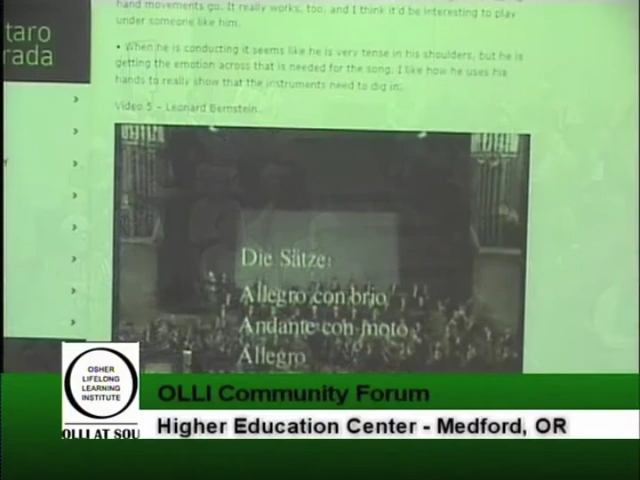 hand movements go. It really works, too, and I think it'd be interesting to play
under someone like him.
taro
rada
• When he is conducting it seems like he is very tense in his shoulders, but he is
getting the emotion across that is needed for the song. I like how he uses his
hands to really show that the instruments need to dig in.
Video 5 – Leonard Bernstein.
Die Sätze:
Allegro con brio
Andante con moto
Allegro
OSHER
LIFELONG
LEARNING
INSTITUTE
OLLI AT SOU
OLLI Community Forum
Higher Education Center - Medford, OR